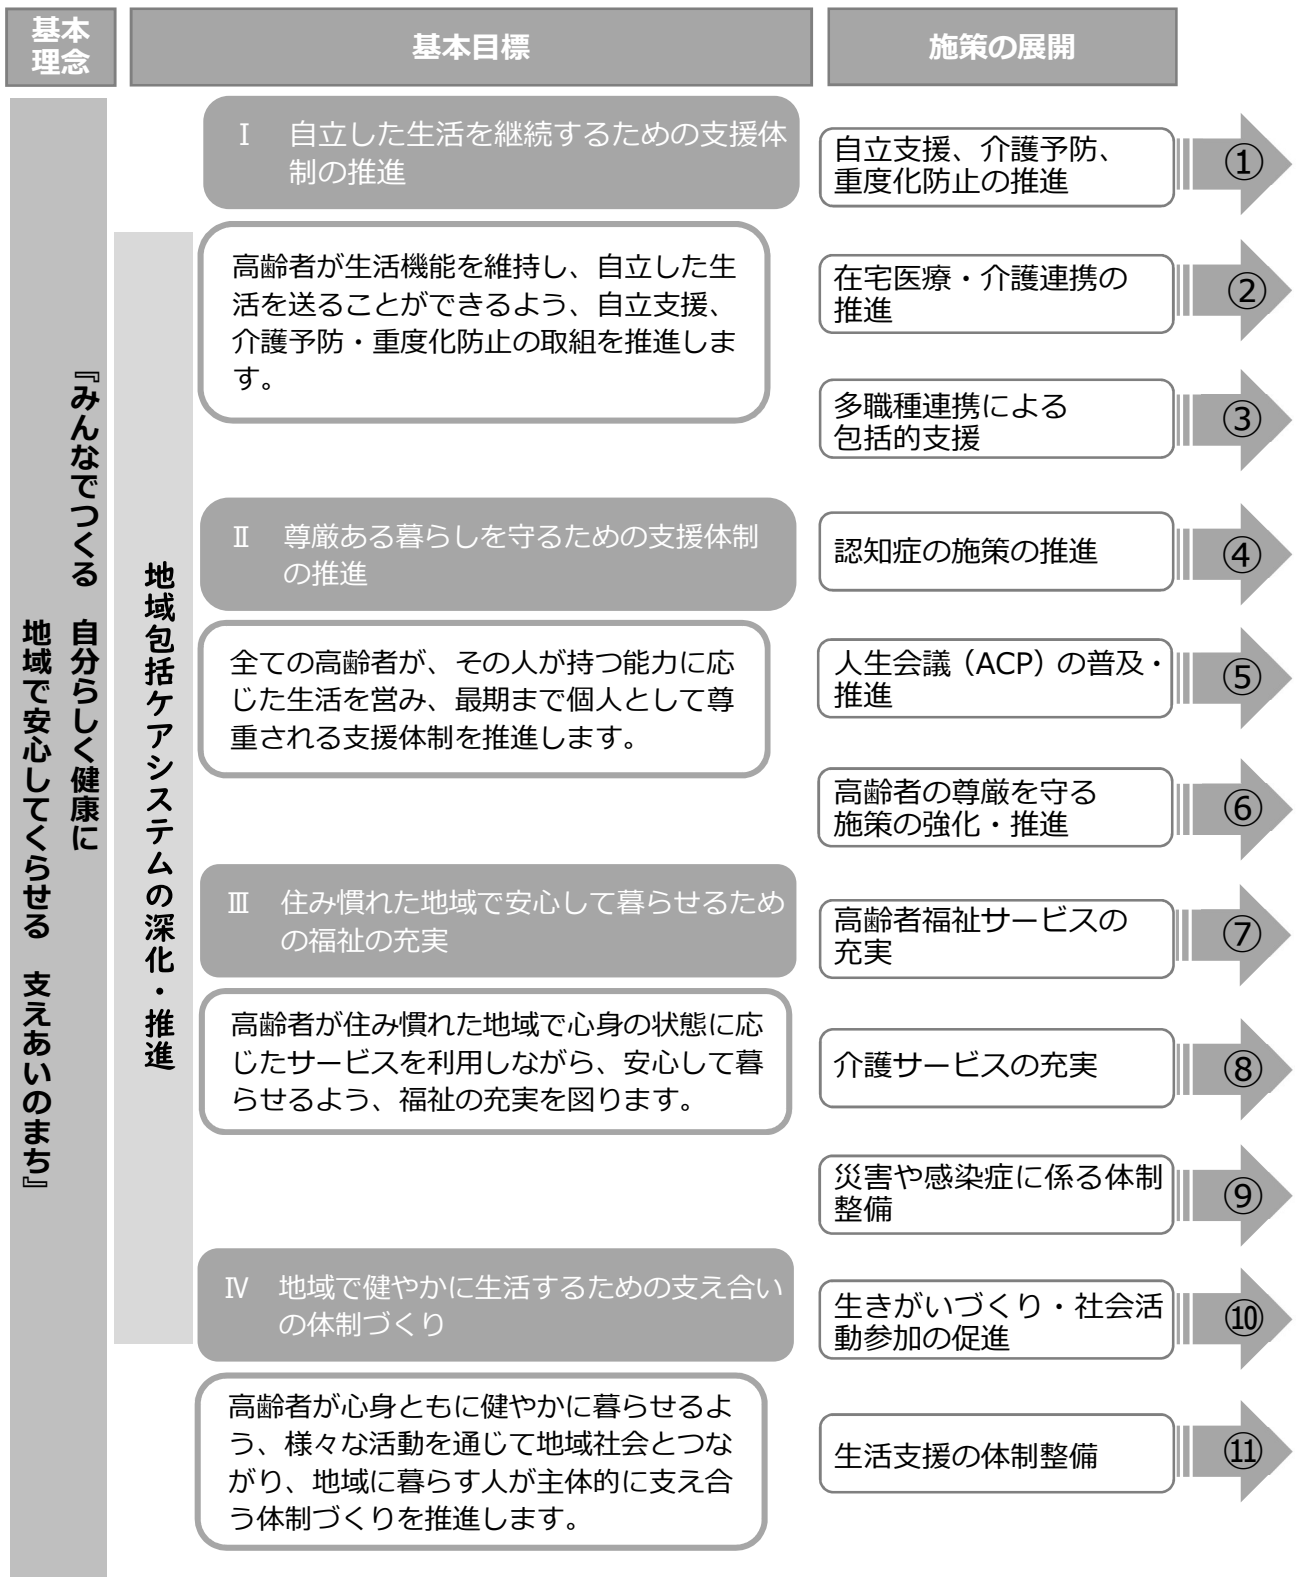 基本
理念
基本目標
施策の展開
『みんなでつくる　自分らしく健康に
地域で安心してくらせる　支えあいのまち』
地域包括ケアシステムの深化・推進
Ⅰ　自立した生活を継続するための支援体
制の推進
高齢者が生活機能を維持し、自立した生
活を送ることができるよう、自立支援、
介護予防・重度化防止の取組を推進しま
す。
自立支援、介護予防、
重度化防止の推進
①
在宅医療・介護連携の
推進
②
多職種連携による
包括的支援
③
Ⅱ　尊厳ある暮らしを守るための支援体制
の推進
全ての高齢者が、その人が持つ能力に応
じた生活を営み、最期まで個人として尊
重される支援体制を推進します。
認知症の施策の推進
④
人生会議（ACP）の普及・
推進
⑤
高齢者の尊厳を守る
施策の強化・推進
⑥
Ⅲ　住み慣れた地域で安心して暮らせるため
の福祉の充実
高齢者が住み慣れた地域で心身の状態に応
じたサービスを利用しながら、安心して暮
らせるよう、福祉の充実を図ります。
高齢者福祉サービスの
充実
⑦
介護サービスの充実
⑧
災害や感染症に係る体制
整備
⑨
Ⅳ　地域で健やかに生活するための支え合い
の体制づくり
高齢者が心身ともに健やかに暮らせるよ
う、様々な活動を通じて地域社会とつな
がり、地域に暮らす人が主体的に支え合
う体制づくりを推進します。
生きがいづくり・社会活
動参加の促進
⑩
生活支援の体制整備
⑪